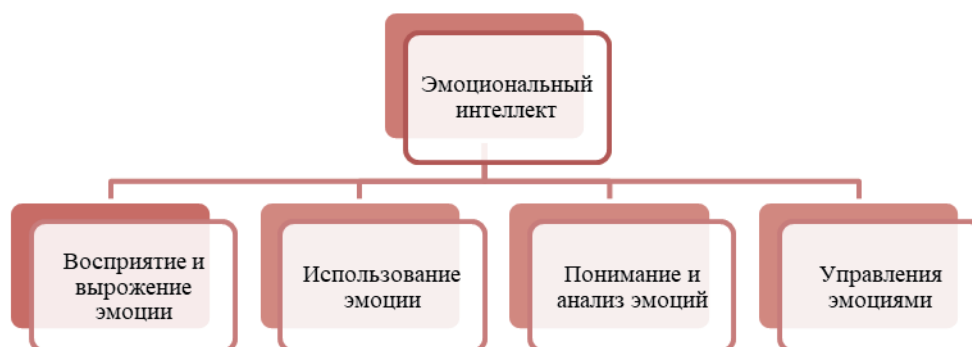 Эмоциональный
интеллект
Восприятие и
вырожение
эмоции
Использование
эмоции
Понимание и
анализ эмоций
Управления
эмоциями